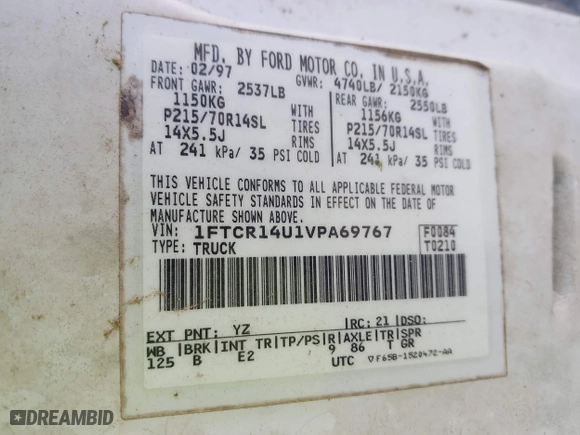 MFD. BY FORD MOTOR CO. IN U.S.A.
DATE: 02/97 GVWR: 4740LB/ 2150KG
FRONT GAWR: 2537LB REAR GAWR: 2550LB
1150KG WITH 1156KG WITH
P215/70R14SL TIRES P215/70R14SL TIRES
14X5.5J RIMS 14X5.5J RIMS
AT 241 kPa/ 35 PSI COLD AT 241 kPa/ 35 PSI COLD
THIS VEHICLE CONFORMS TO ALL APPLICABLE FEDERAL MOTOR
VEHICLE SAFETY STANDARDS IN EFFECT ON THE DATE OF
MANUFACTURE SHOWN ABOVE.
VIN: 1FTCR14U1VPA69767 F0084
TYPE: TRUCK T0210
EXT PNT: YZ RC: 21 DSO:
WB BRK INT TR TP/PS R AXLE TR SPR
125 B E2 9 86 T GR
UTC ▽F65B-1520472-AA
DREAMBID